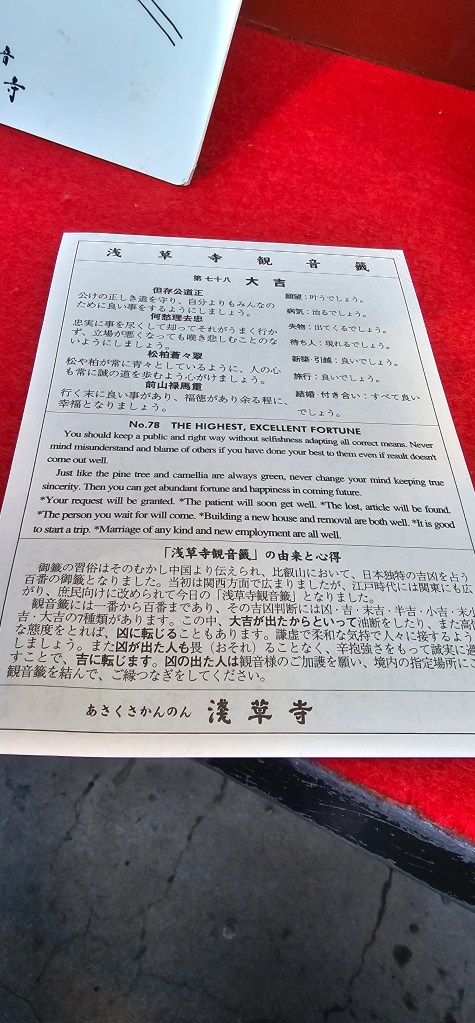 音
寺
浅草寺観音籤
第七十八 大吉
但存公道正
公けの正しき道を守り、自分よりもみんなの
ために良い事をするようにしましょう。
何愁理去忠
忠実に事を尽くして却ってそれがうまく行か
ず、立場が悪くなっても嘆き悲しむことのな
いようにしましょう。
松柏蒼々翠
松や柏が常に青々としているように、人の心
も常に誠の道を歩むよう心がけましょう。
前山禄馬重
行く末に良い事があり、福徳があり余る程に、
幸福となりましょう。
願望:叶うでしょう。
病気:治るでしょう。
失物:出てくるでしょう。
待ち人:現れるでしょう。
新築・引越:良いでしょう。
旅行:良いでしょう。
結婚・付き合い:すべて良い
でしょう。
No.78 THE HIGHEST, EXCELLENT FORTUNE
You should keep a public and right way without selfishness adapting all correct means. Never
mind misunderstand and blame of others if you have done your best to them even if result doesn't
come out well.
Just like the pine tree and camellia are always green, never change your mind keeping true
sincerity. Then you can get abundant fortune and happiness in coming future.
*Your request will be granted. *The patient will soon get well. *The lost, article will be found.
*The person you wait for will come. *Building a new house and removal are both well. *It is good
to start a trip. *Marriage of any kind and new employment are all well.
「浅草寺観音籤」の由来と心得
御籤の習俗はそのむかし中国より伝えられ、比叡山において、日本独特の吉凶を占う
百番の御籤となりました。当初は関西方面で広まりましたが、江戸時代には関東にも広
がり、庶民向けに改められて今日の「浅草寺観音籤」となりました。
観音籤には一番から百番まであり、その吉凶判断には凶・吉・末吉・半吉・小吉・末小
吉・大吉の7種類があります。この中、大吉が出たからといって油断をしたり、また高慢
な態度をとれば、凶に転じることもあります。謙虚で柔和な気持で人々に接するよう
しましょう。また凶が出た人も畏(おそ)れることなく、辛抱強さをもって誠実に過
すことで、吉に転じます。凶の出た人は観音様のご加護を願い、境内の指定場所にこ
観音籤を結んで、ご縁つなぎをしてください。
あさくさかんのん 浅草寺